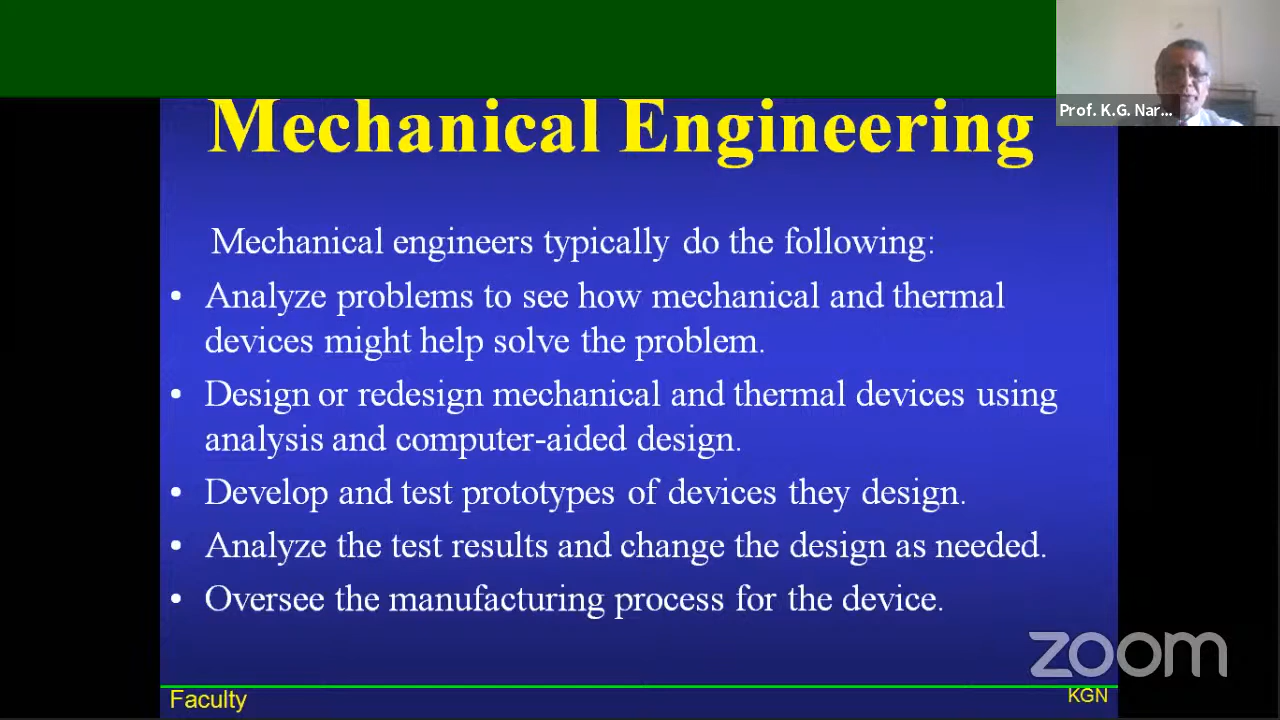 Prof. K.G. Nar...
Mechanical Engineering
Mechanical engineers typically do the following:
• Analyze problems to see how mechanical and thermal
devices might help solve the problem.
• Design or redesign mechanical and thermal devices using
analysis and computer-aided design.
• Develop and test prototypes of devices they design.
• Analyze the test results and change the design as needed.
• Oversee the manufacturing process for the device.
zoom
Faculty
KGN